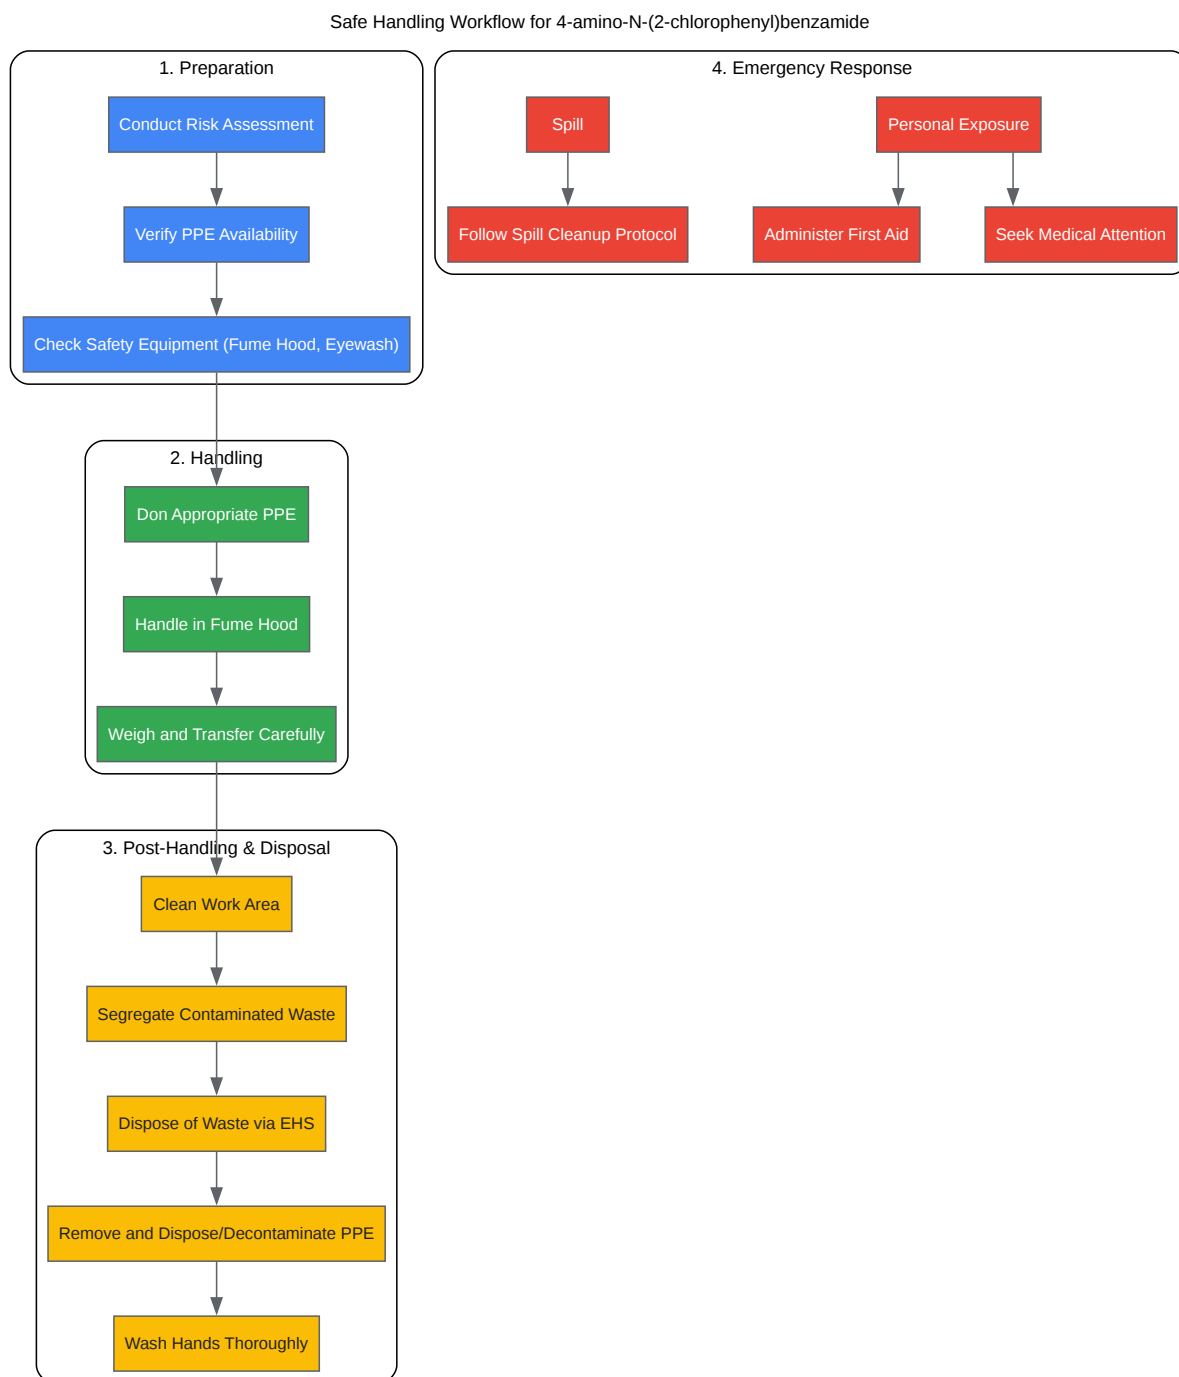 Safe Handling Workflow for 4-amino-N-(2-chlorophenyl)benzamide
1. Preparation
Conduct Risk Assessment
Verify PPE Availability
Check Safety Equipment (Fume Hood, Eyewash)
2. Handling
Don Appropriate PPE
Handle in Fume Hood
Weigh and Transfer Carefully
3. Post-Handling & Disposal
Clean Work Area
Segregate Contaminated Waste
Dispose of Waste via EHS
Remove and Dispose/Decontaminate PPE
Wash Hands Thoroughly
4. Emergency Response
Spill
Follow Spill Cleanup Protocol
Personal Exposure
Administer First Aid
Seek Medical Attention